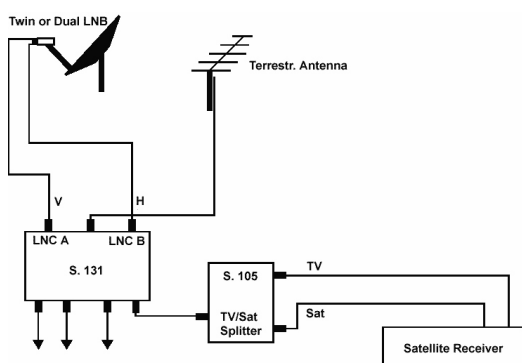 Twin or Dual LNB
Terrestr. Antenna
V
H
LNC A
LNC B
S. 131
S. 105
TV
TV/Sat
Splitter
Sat
Satellite Receiver